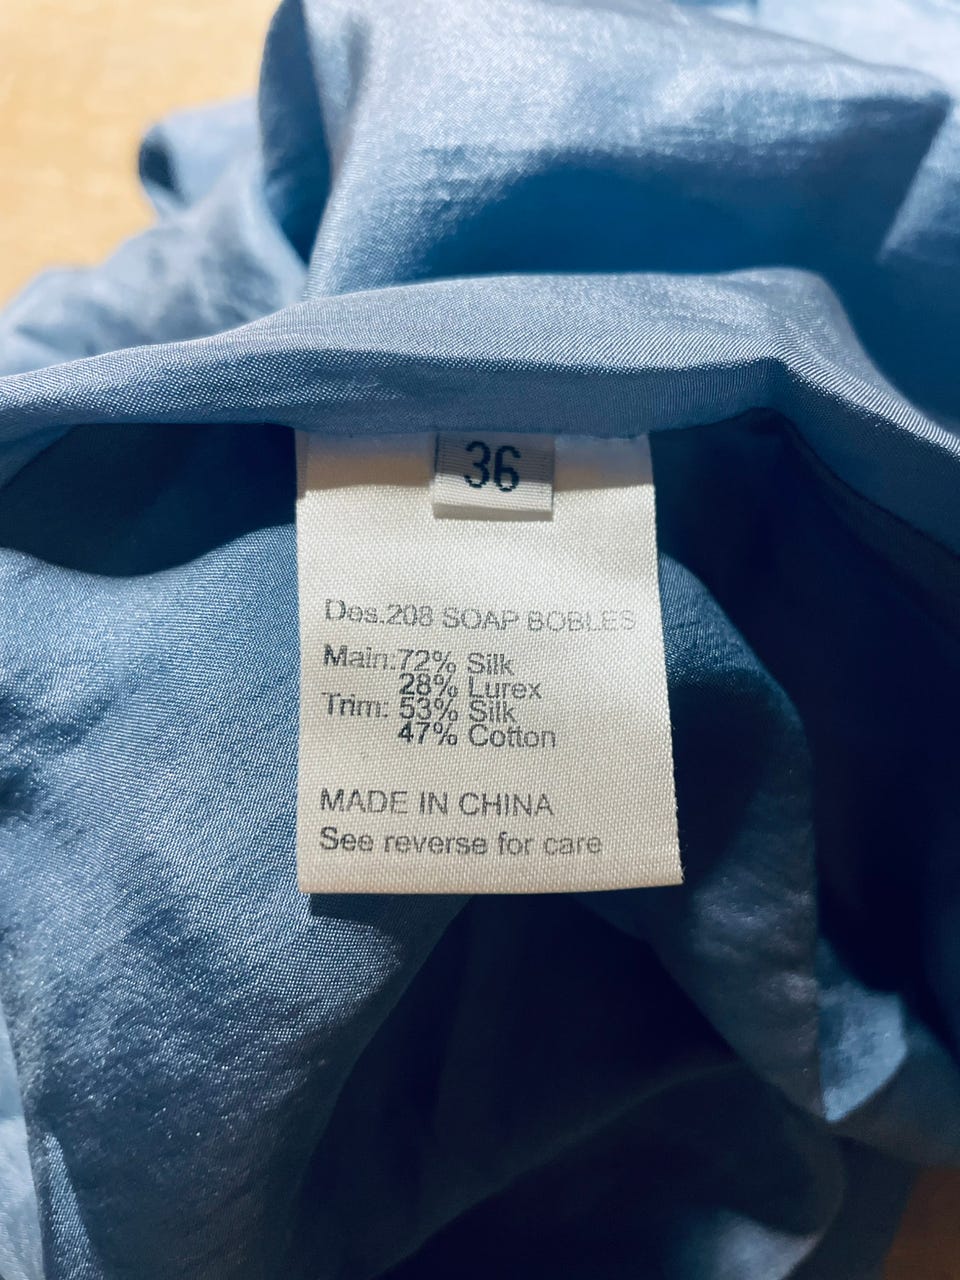 36
Des.208 SOAP BOBLES
Main:72% Silk
28% Lurex
Trim: 53% Silk
47% Cotton
MADE IN CHINA
See reverse for care